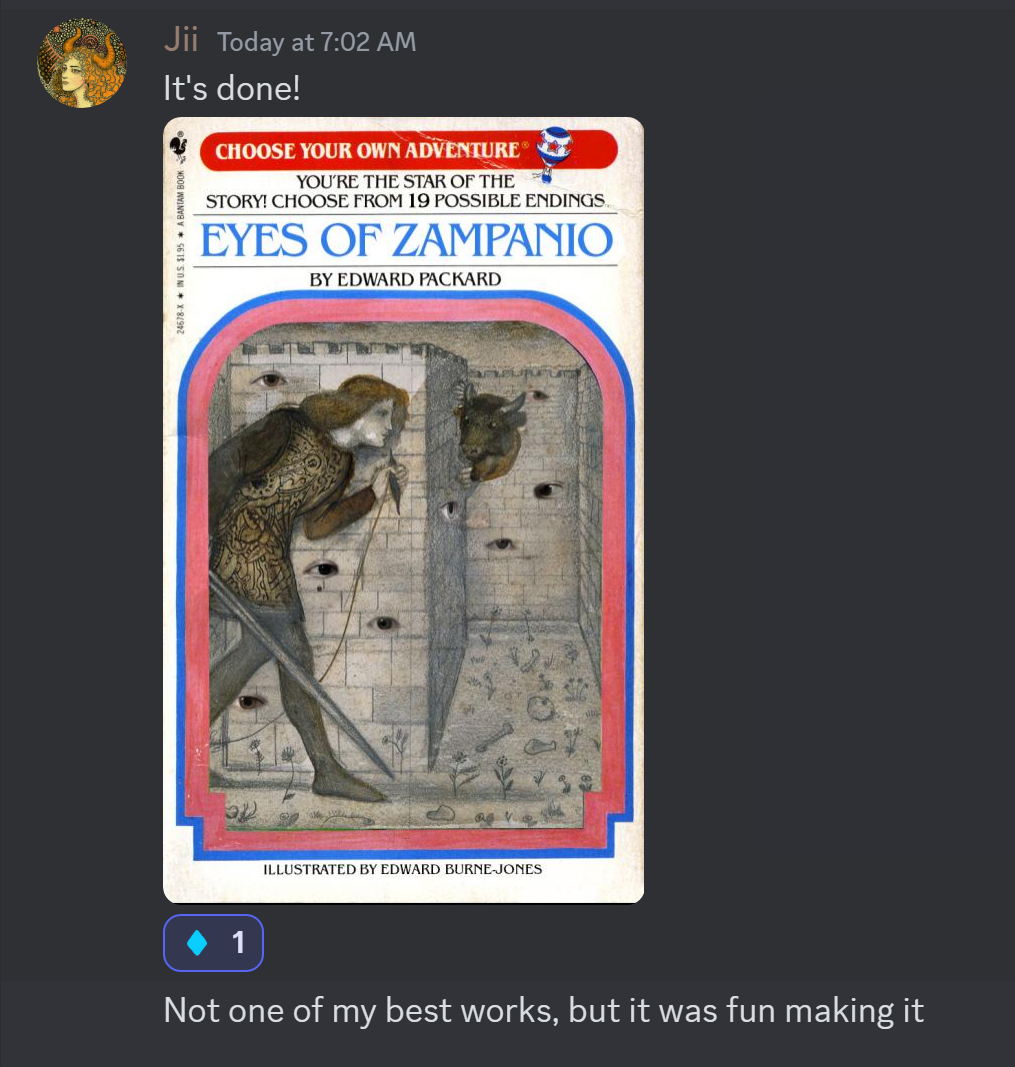 Jii Today at 7:02 AM
It's done!
CHOOSE YOUR OWN ADVENTURE®
YOU'RE THE STAR OF THE
STORY! CHOOSE FROM 19 POSSIBLE ENDINGS.
EYES OF ZAMPANIO
BY EDWARD PACKARD
24678-X ★ IN U.S. $1.95 ★ A BANTAM BOOK
ILLUSTRATED BY EDWARD BURNE-JONES
1
Not one of my best works, but it was fun making it